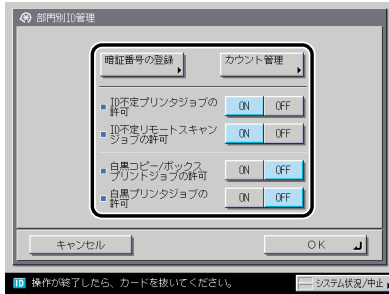 部門別ID管理
暗証番号の登録
カウント管理
ID不定プリンタジョブの
許可
ON OFF
ID不定リモートスキャン
ジョブの許可
ON OFF
白黒コピー/ボックス
プリントジョブの許可
ON OFF
白黒プリンタジョブの
許可
ON OFF
キャンセル
OK
ID 操作が終了したら、カードを抜いてください。
システム状況/中止